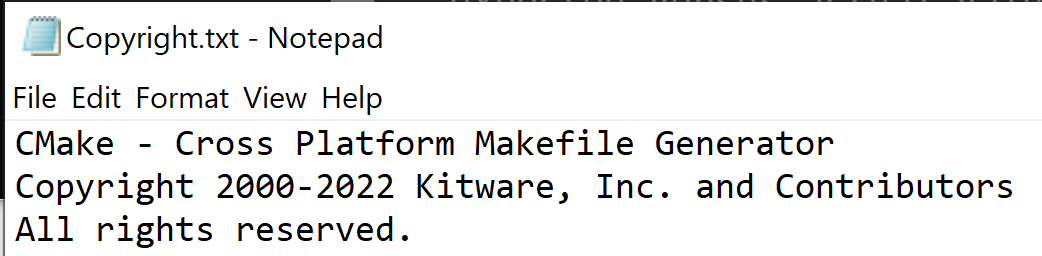 Copyright.txt - Notepad
File Edit Format View Help
CMake - Cross Platform Makefile Generator
Copyright 2000-2022 Kitware, Inc. and Contributors
All rights reserved.